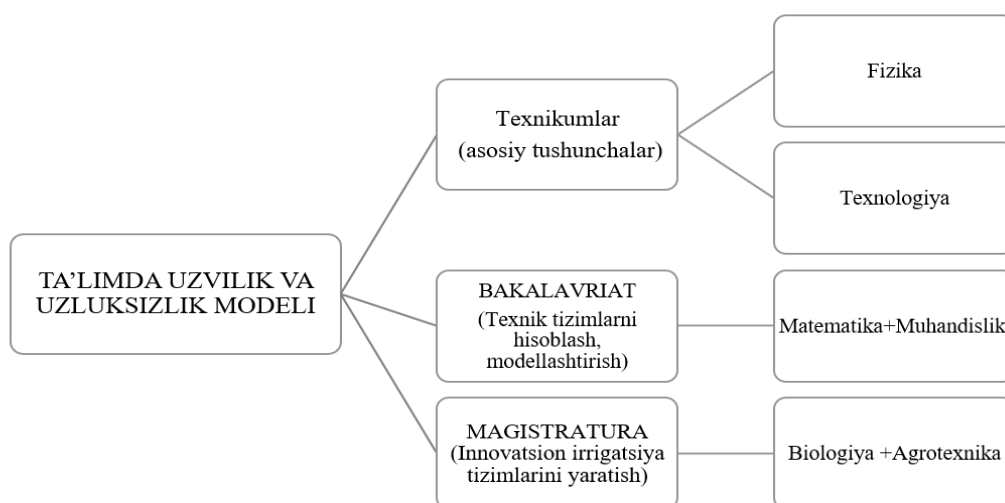 TA’LIMDA UZVILIK VA
UZLUKSIZLIK MODELI
Texnikumlar
(asosiy tushunchalar)
Fizika
Texnologiya
BAKALAVRIAT
(Texnik tizimlarni
hisoblash,
modellashtirish)
Matematika+Muhandislik
MAGISTRATURA
(Innovatsion irrigatsiya
tizimlarini yaratish)
Biologiya +Agrotexnika